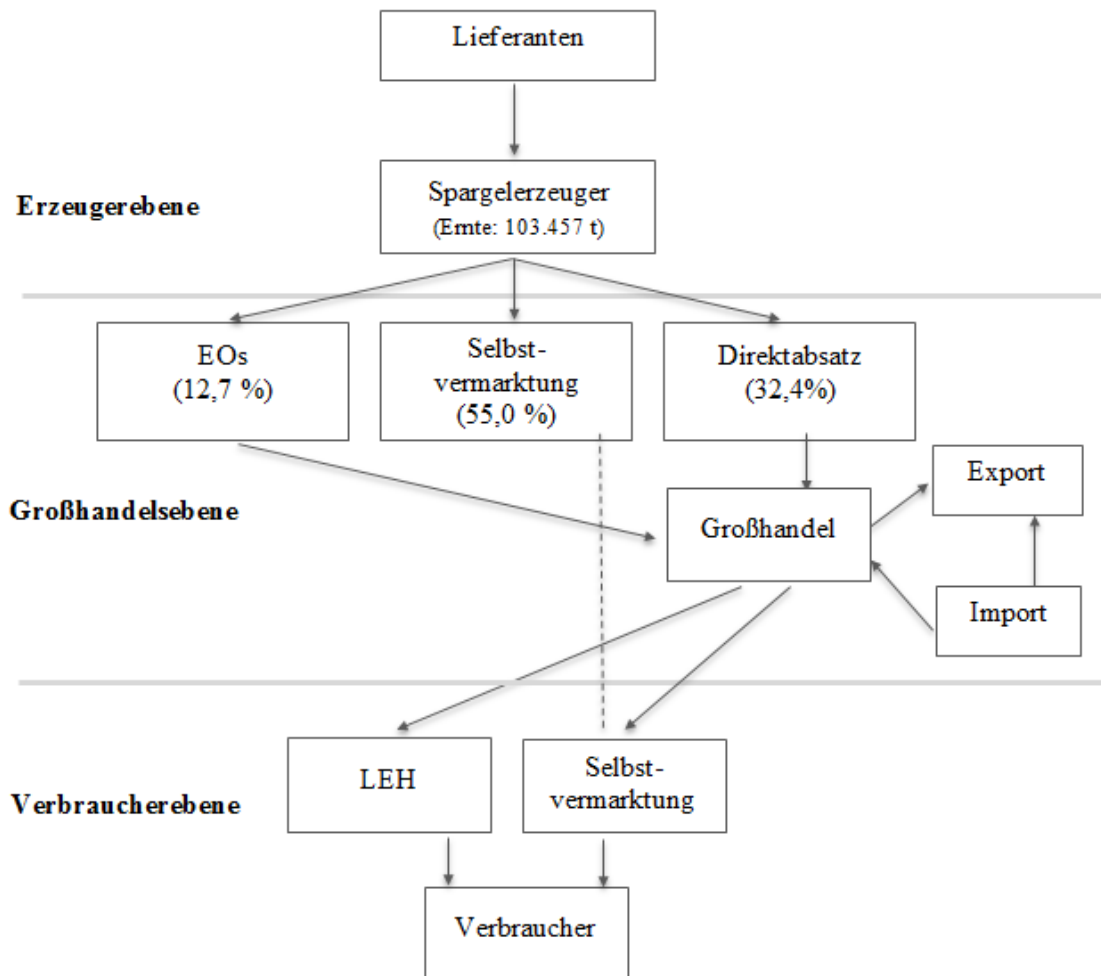 Lieferanten
Erzeugerebene
Spargelerzeuger
(Ernte: 103.457 t)
EOs
(12,7 %)
Selbst-
vermarktung
(55,0 %)
Direktabsatz
(32,4%)
Großhandelsebene
Großhandel
Export
Import
Verbraucherebene
LEH
Selbst-
vermarktung
Verbraucher